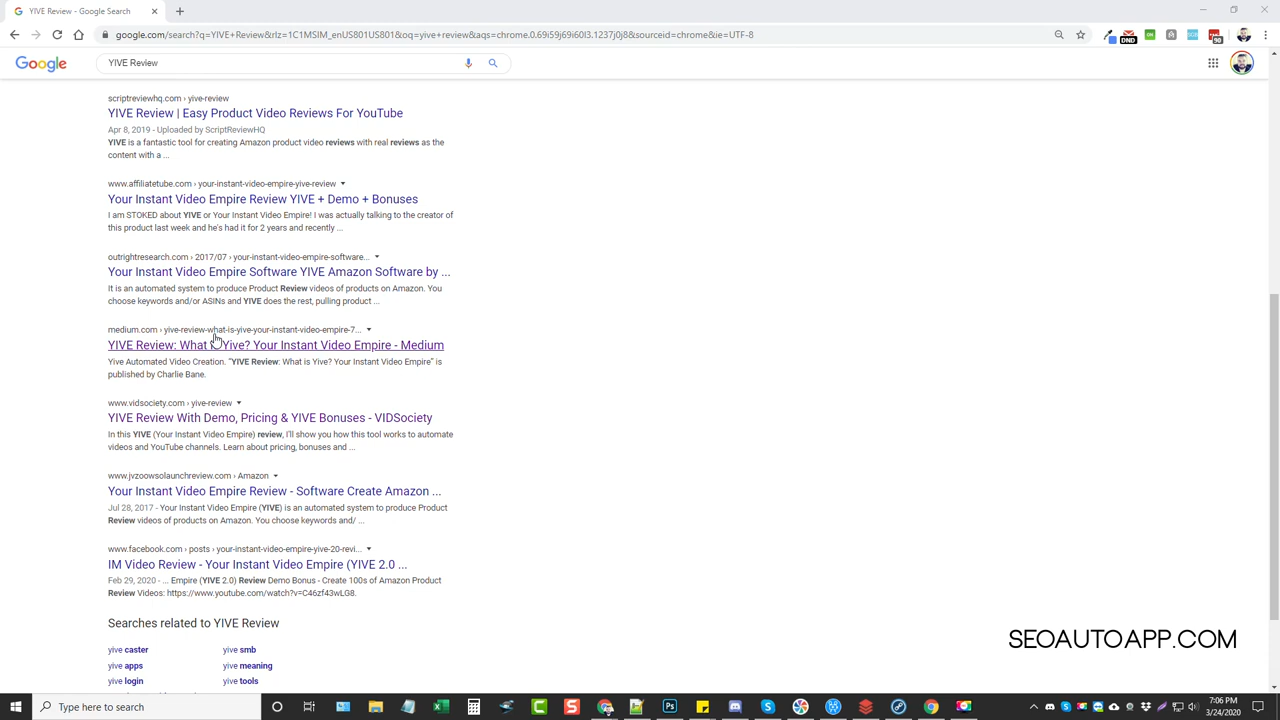 YIVE Review - Google Search
google.com/search?q=YIVE+Review&rlz=1C1MSIM_enUS801US801&oq=yive+review&aqs=chrome.0.69i59j69i60l3.1237j0j8&sourceid=chrome&ie=UTF-8
DND
90
Google
YIVE Review
scriptreviewhq.com › yive-review
YIVE Review | Easy Product Video Reviews For YouTube
Apr 8, 2019 - Uploaded by ScriptReviewHQ
YIVE is a fantastic tool for creating Amazon product video reviews with real reviews as the
content with a ...
www.affiliatetube.com › your-instant-video-empire-yive-review
Your Instant Video Empire Review YIVE + Demo + Bonuses
I am STOKED about YIVE or Your Instant Video Empire! I was actually talking to the creator of
this product last week and he's had it for 2 years and recently ...
outrightresearch.com › 2017/07 › your-instant-video-empire-software...
Your Instant Video Empire Software YIVE Amazon Software by ...
It is an automated system to produce Product Review videos of products on Amazon. You
choose keywords and/or ASINs and YIVE does the rest, pulling product ...
medium.com › yive-review-what-is-yive-your-instant-video-empire-7...
YIVE Review: What Yive? Your Instant Video Empire - Medium
Yive Automated Video Creation. “YIVE Review: What is Yive? Your Instant Video Empire” is
published by Charlie Bane.
www.vidsociety.com › yive-review
YIVE Review With Demo, Pricing & YIVE Bonuses - VIDSociety
In this YIVE (Your Instant Video Empire) review, I'll show you how this tool works to automate
videos and YouTube channels. Learn about pricing, bonuses and ...
www.jvzoowsolaunchreview.com › Amazon
Your Instant Video Empire Review - Software Create Amazon ...
Jul 28, 2017 - Your Instant Video Empire (YIVE) is an automated system to produce Product
Review videos of products on Amazon. You choose keywords and/ ...
www.facebook.com › posts › your-instant-video-empire-yive-20-revi...
IM Video Review - Your Instant Video Empire (YIVE 2.0 ...
Feb 29, 2020 - ... Empire (YIVE 2.0) Review Demo Bonus - Create 100s of Amazon Product
Review Videos: https://www.youtube.com/watch?v=C46zf43wLG8.
Searches related to YIVE Review
yive caster
yive smb
yive apps
yive meaning
yive login
yive tools
SEOAUTOAPP.COM
Type here to search
7:06 PM
3/24/2020